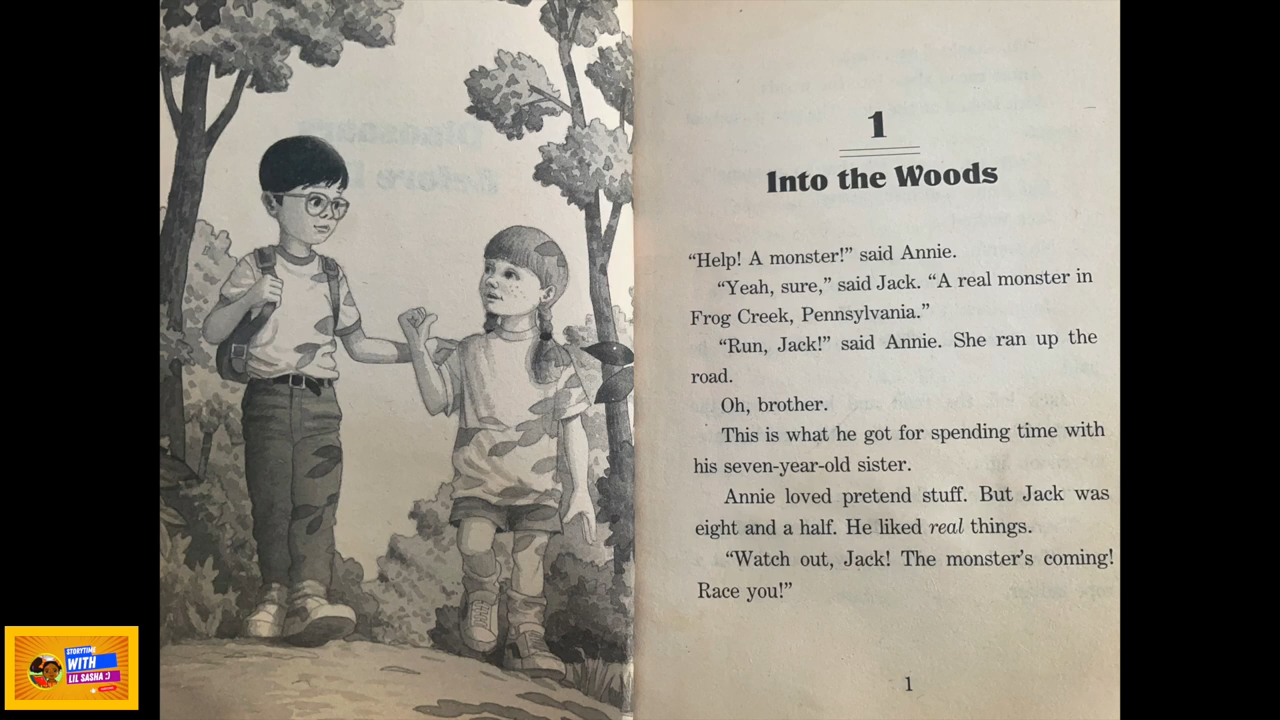 1
Into the Woods
“Help! A monster!” said Annie.
“Yeah, sure,” said Jack. “A real monster in
Frog Creek, Pennsylvania.”
“Run, Jack!” said Annie. She ran up the
road.
Oh, brother.
This is what he got for spending time with
his seven-year-old sister.
Annie loved pretend stuff. But Jack was
eight and a half. He liked real things.
“Watch out, Jack! The monster’s coming!
Race you!”
1
STORYTIME
WITH
LIL SASHA :)